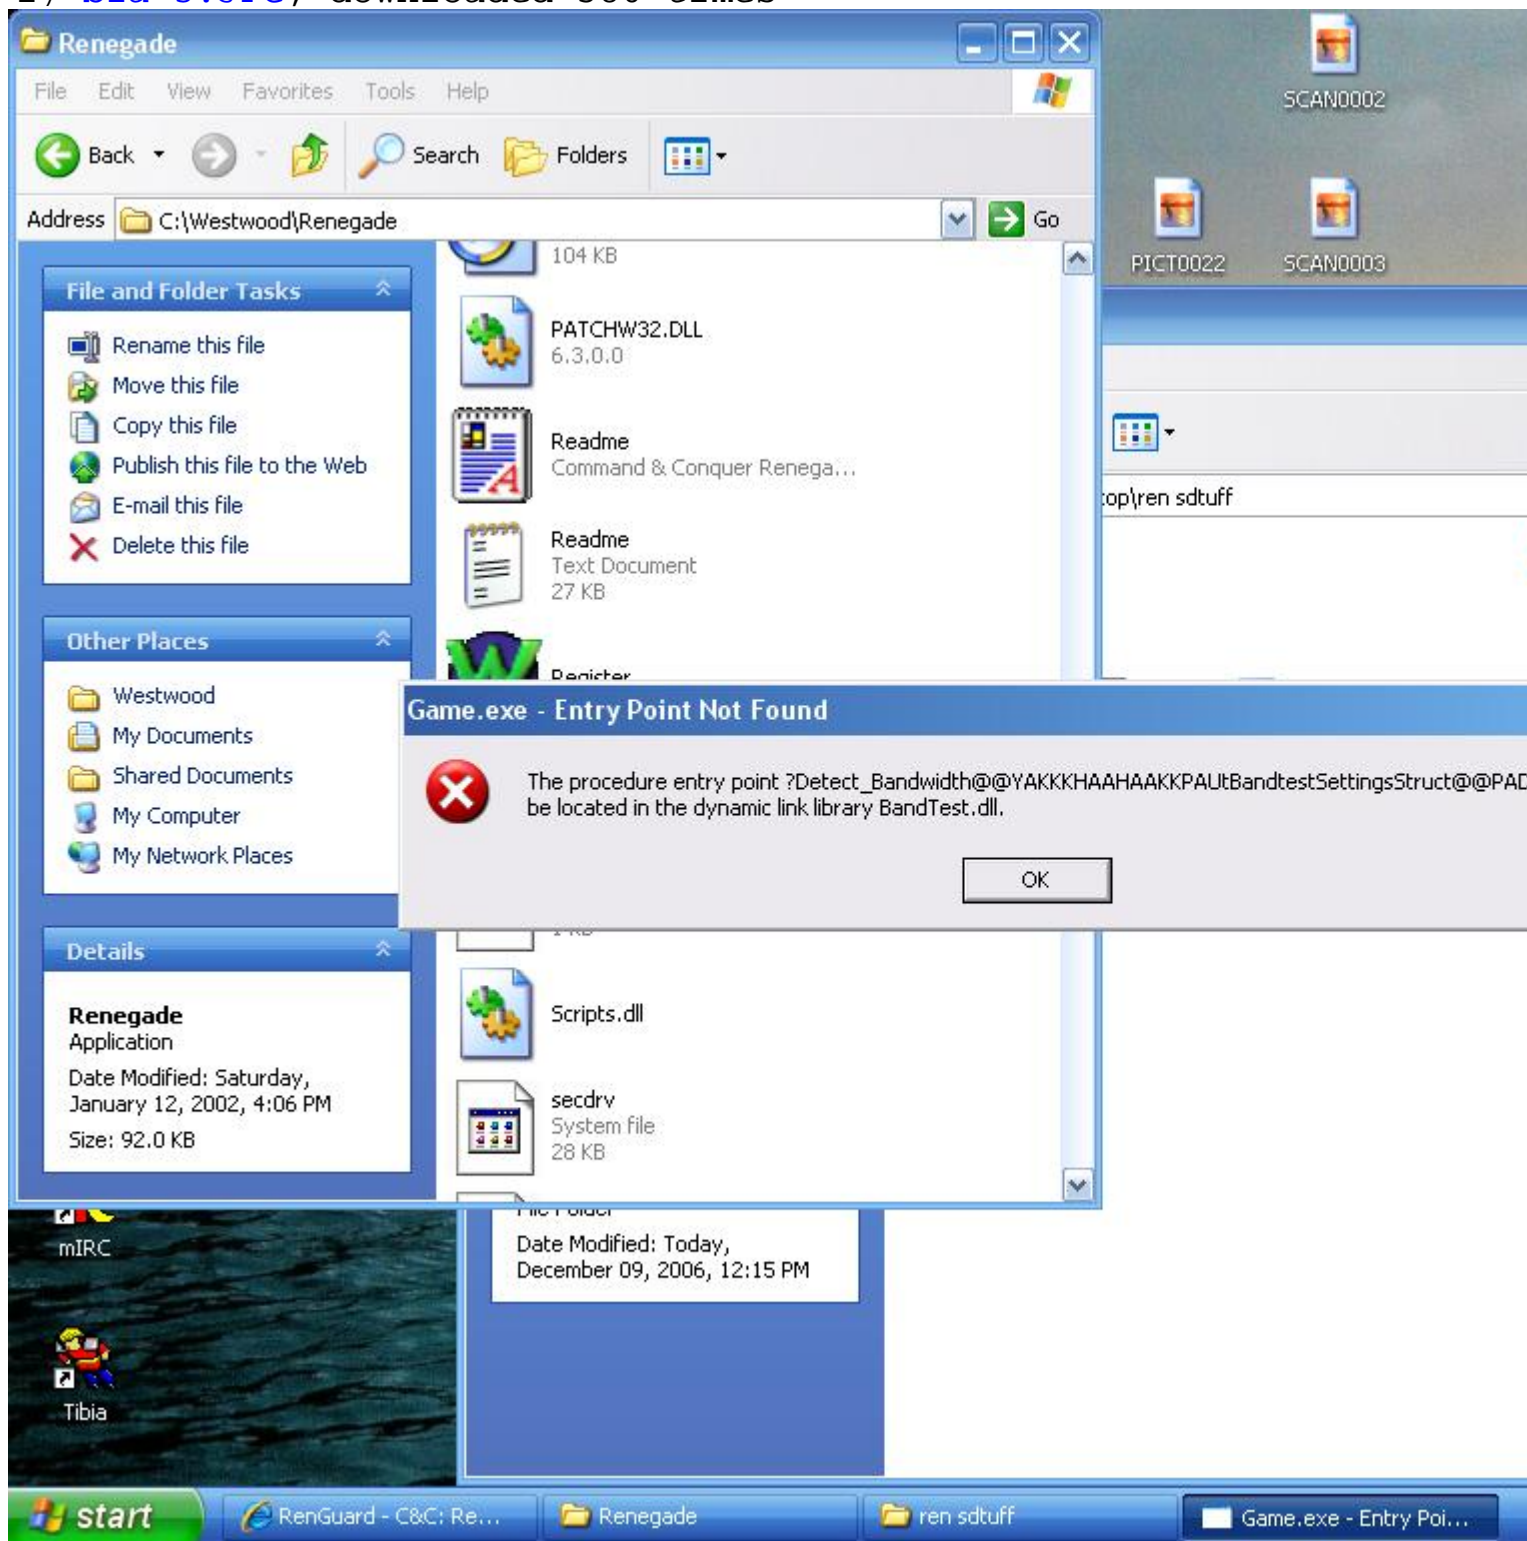 Renegade
File Edit View Favorites Tools Help
Back Search Folders
Address C:\Westwood\Renegade Go
File and Folder Tasks
Rename this file
Move this file
Copy this file
Publish this file to the Web
E-mail this file
Delete this file
Other Places
Westwood
My Documents
Shared Documents
My Computer
My Network Places
Details
Renegade
Application
Date Modified: Saturday,
January 12, 2002, 4:06 PM
Size: 92.0 KB
104 KB
PATCHW32.DLL
6.3.0.0
Readme
Command & Conquer Renega...
Readme
Text Document
27 KB
Register
Scripts.dll
secdrv
System file
28 KB
SCAN0002
PICT0022
SCAN0003
top\ren sdtuff
Game.exe - Entry Point Not Found
The procedure entry point ?Detect_Bandwidth@@YAKKKHAAHAAKKPAUtBandtestSettingsStruct@@PAD
be located in the dynamic link library BandTest.dll.
OK
File Folder
Date Modified: Today,
December 09, 2006, 12:15 PM
mIRC
Tibia
start
RenGuard - C&C: Re...
Renegade
ren sdtuff
Game.exe - Entry Poi...